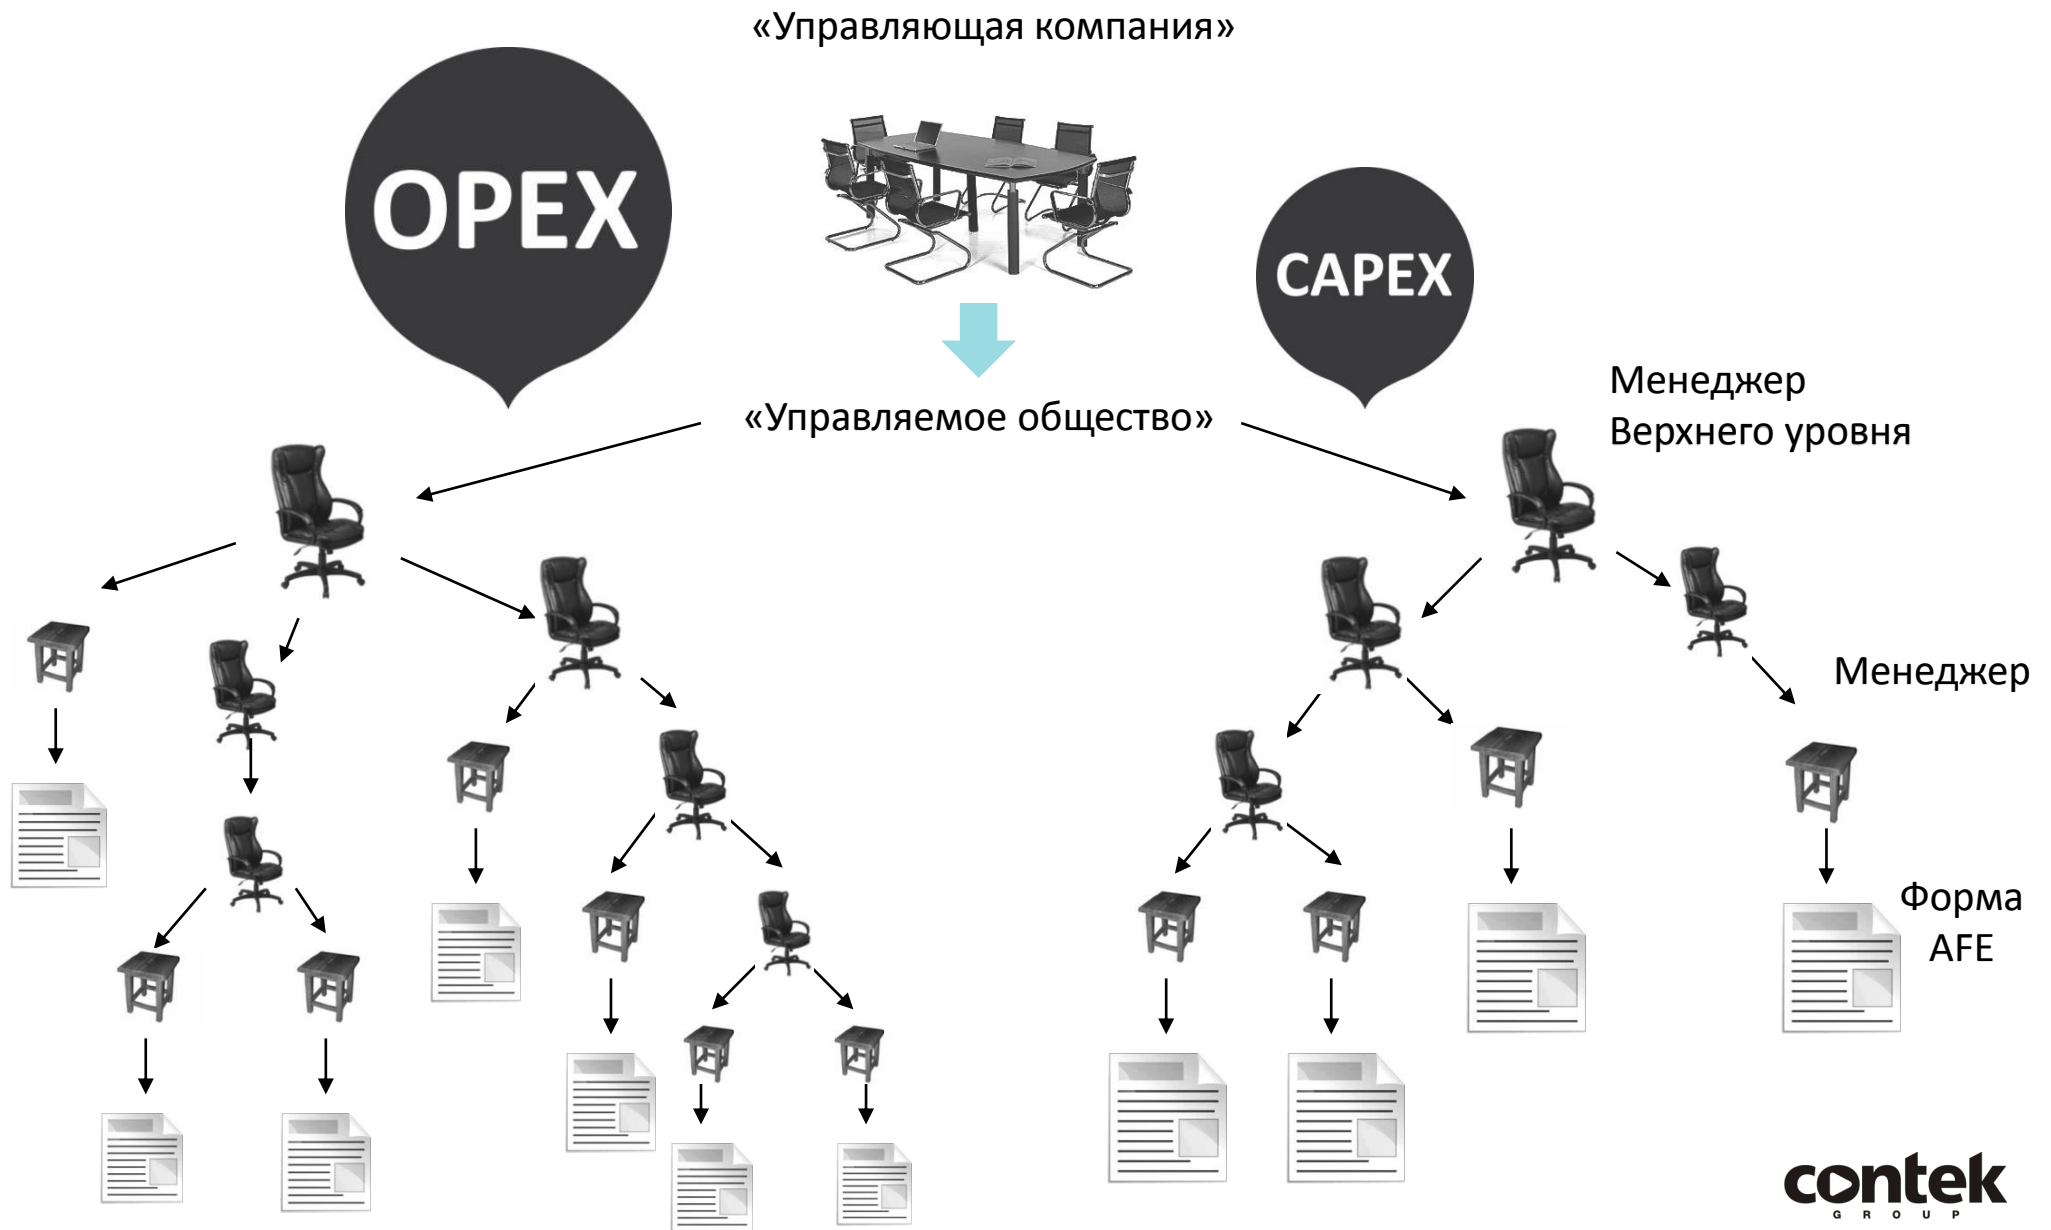 «Управляющая компания»
OPEX
CAPEX
«Управляемое общество»
Менеджер
Верхнего уровня
Менеджер
Форма
AFE
contek
GROUP